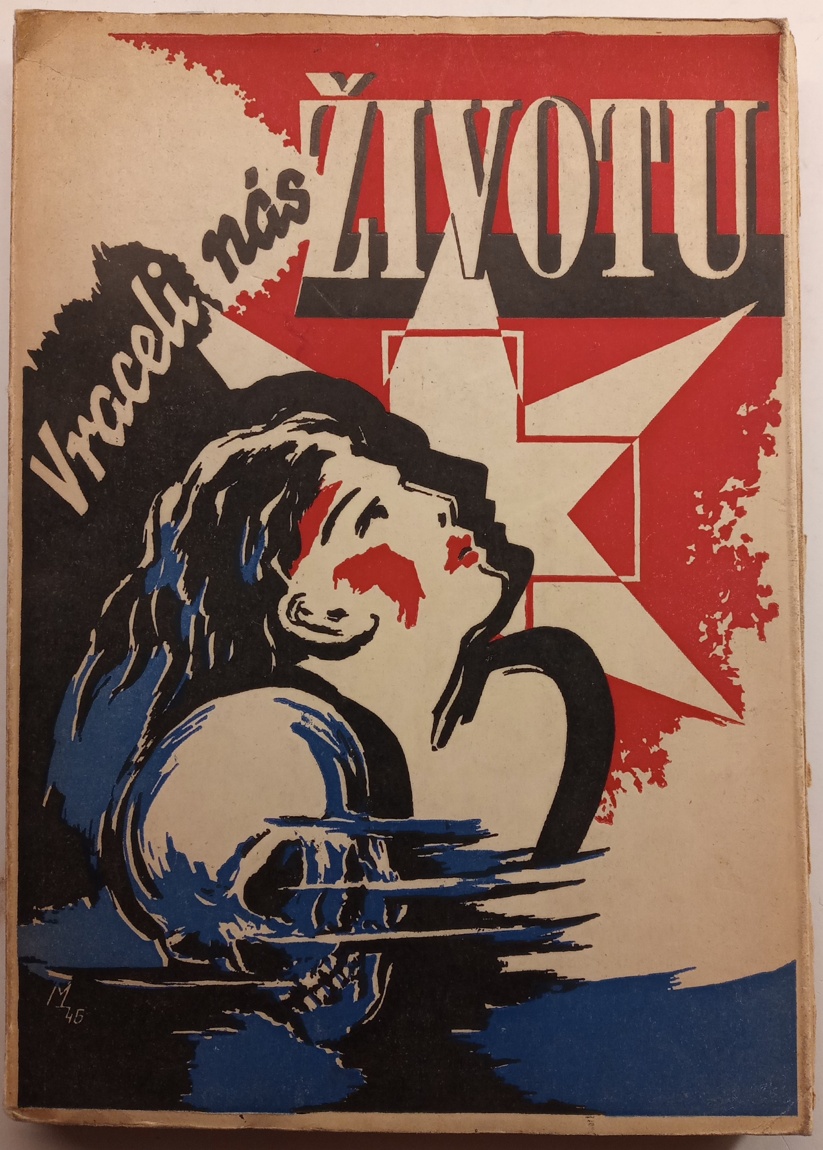 Vraceli nás
ŽIVOTU
M
45